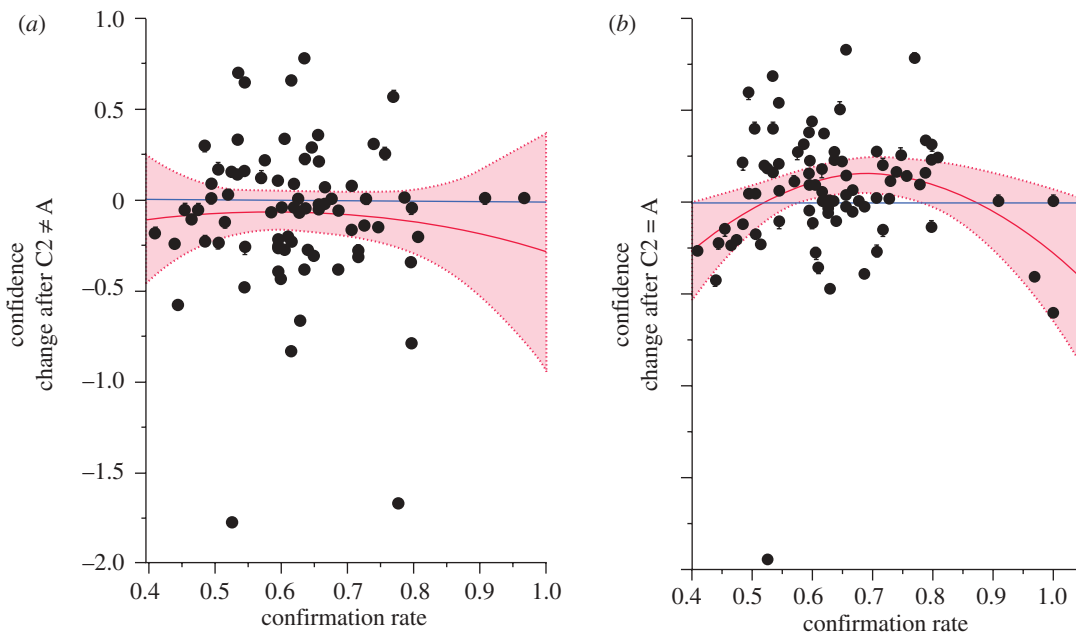 (a)
1.0
0.5
0
−0.5
−1.0
−1.5
−2.0
confidence
change after C2 ≠ A
0.4 0.5 0.6 0.7 0.8 0.9 1.0
confirmation rate
(b)
confidence
change after C2 = A
0.4 0.5 0.6 0.7 0.8 0.9 1.0
confirmation rate